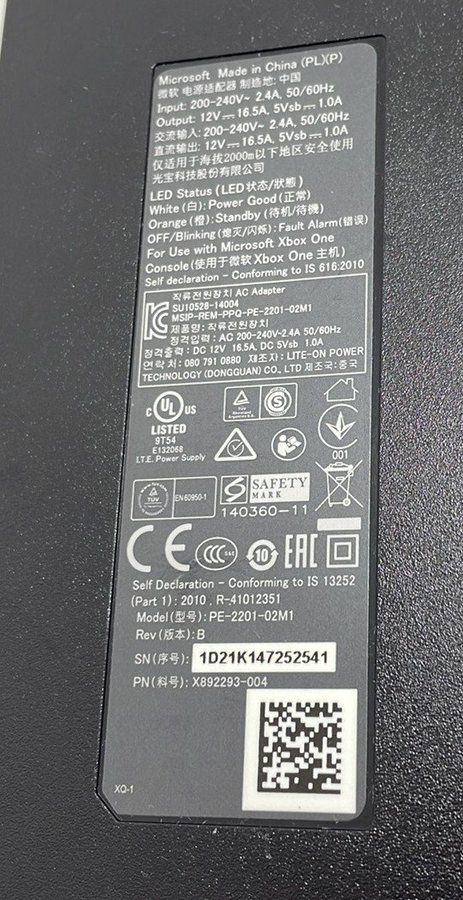 Microsoft Made in China (PL)(P)
微软 电源适配器 制造地: 中国
Input: 200-240V~ 2.4A, 50/60Hz
Output: 12V⎓16.5A, 5Vsb⎓1.0A
交流输入: 200-240V~ 2.4A, 50/60Hz
直流输出: 12V⎓16.5A, 5Vsb⎓1.0A
仅适用于海拔2000m以下地区安全使用
光宝科技股份有限公司
LED Status (LED状态/狀態)
White (白): Power Good (正常)
Orange (橙): Standby (待机/待機)
OFF/Blinking (熄灭/闪烁): Fault Alarm(错误)
For Use with Microsoft Xbox One
Console (使用于微软 Xbox One 主机)
Self declaration - Conforming to IS 616:2010
직류전원장치 AC Adapter
SU10528-14004
MSIP-REM-PPQ-PE-2201-02M1
제품명: 직류전원장치
정격입력: AC 200-240V~2.4A 50/60Hz
정격출력: DC 12V 16.5A, DC 5Vsb 1.0A
연락처: 080 791 0880 제조자: LITE-ON POWER
TECHNOLOGY (DONGGUAN) CO., LTD 제조국: 중국
c UL US
LISTED
9T54
E132068
I.T.E. Power Supply
TÜV
Rheinland
Argentina S.A.
S
001
TÜV
EN 60950-1
S SAFETY
MARK
140360-11
CE CCC S&E 10 EAC
Self Declaration - Conforming to IS 13252
(Part 1): 2010, R-41012351
Model (型号): PE-2201-02M1
Rev (版本): B
SN (序号): 1D21K147252541
PN (料号): X892293-004
XQ-1